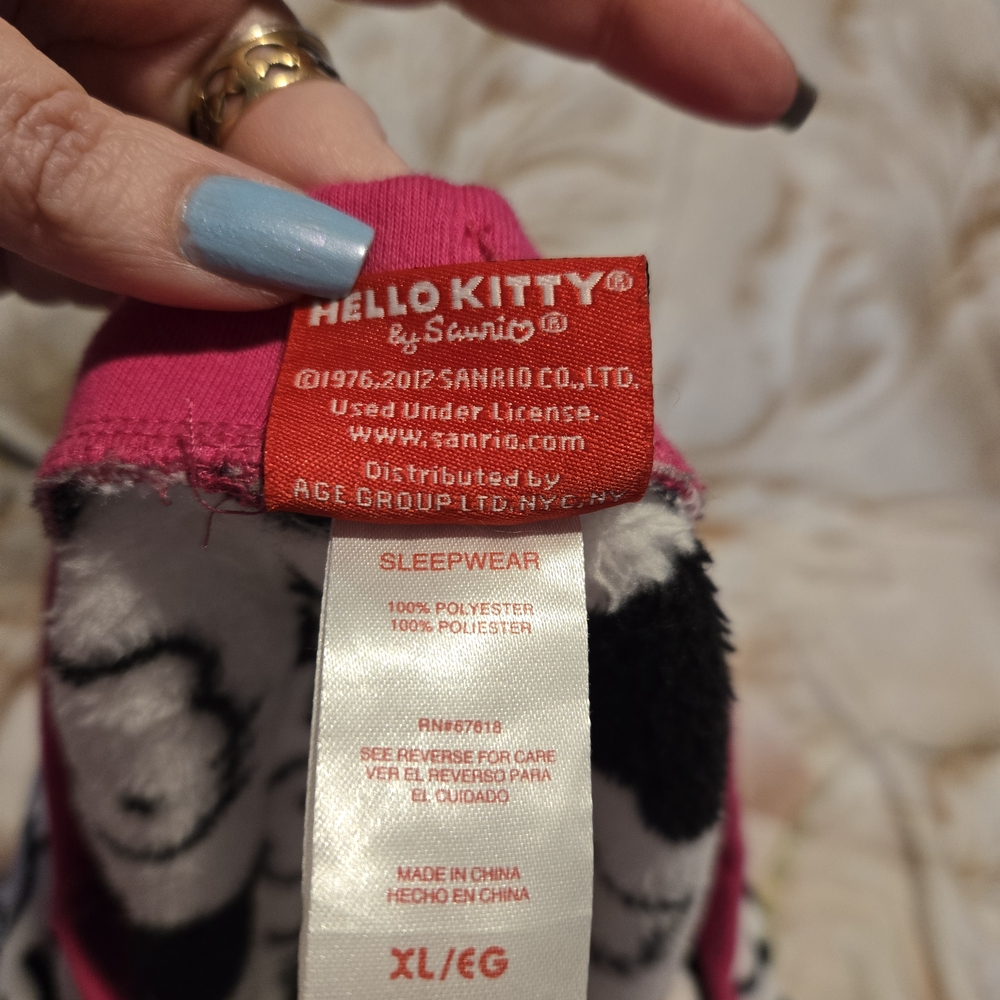 HELLO KITTY®
by Sanrio®
©1976,2012 SANRIO CO.,LTD.
Used Under License.
www.sanrio.com
Distributed by
AGE GROUP LTD. NYC, NY
SLEEPWEAR
100% POLYESTER
100% POLIESTER
RN#67618
SEE REVERSE FOR CARE
VER EL REVERSO PARA
EL CUIDADO
MADE IN CHINA
HECHO EN CHINA
XL/EG